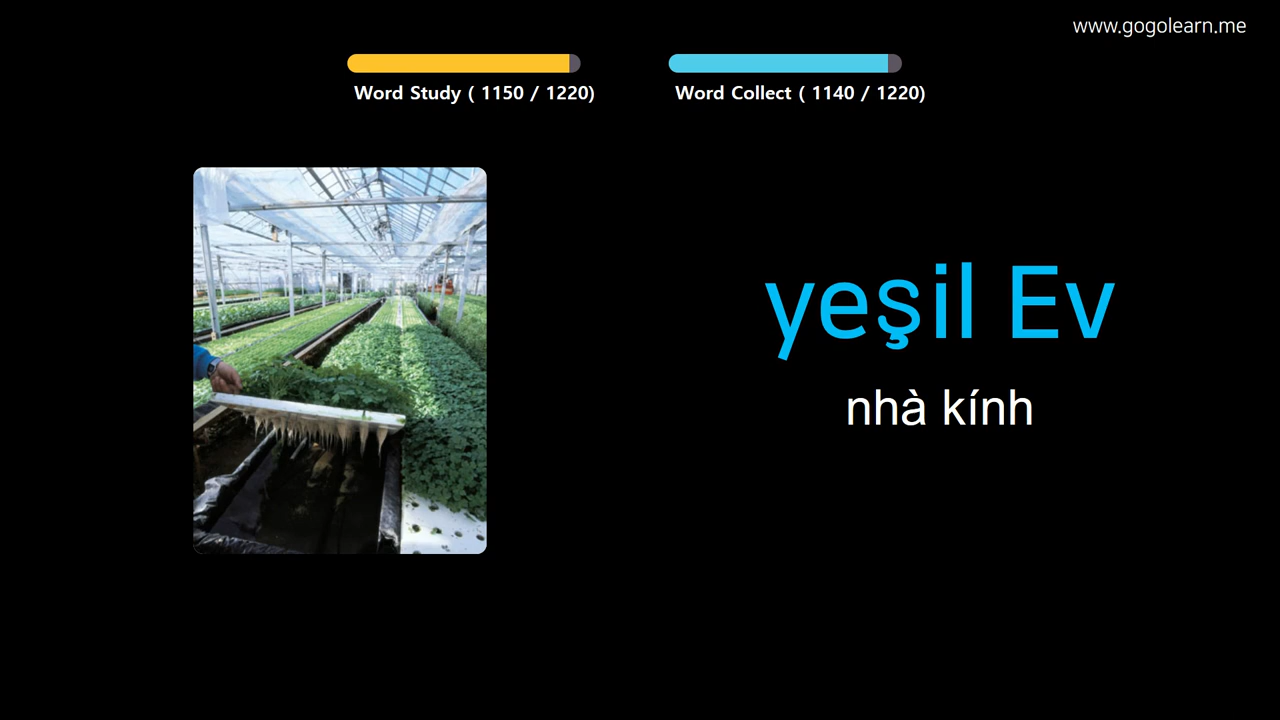 www.gogolearn.me
Word Study ( 1150 / 1220)
Word Collect ( 1140 / 1220)
yeşil Ev
nhà kính